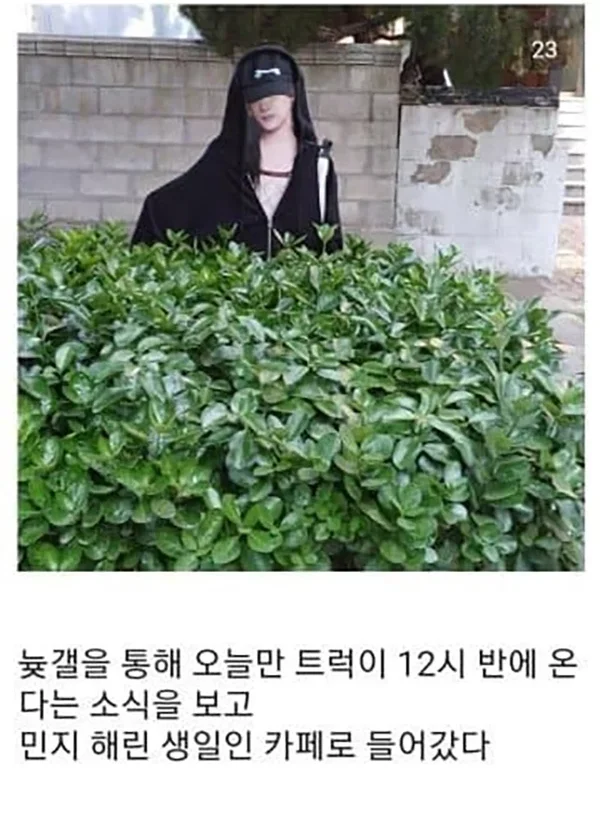 23
늊갤을 통해 오늘만 트럭이 12시 반에 온
다는 소식을 보고
민지 해린 생일인 카페로 들어갔다